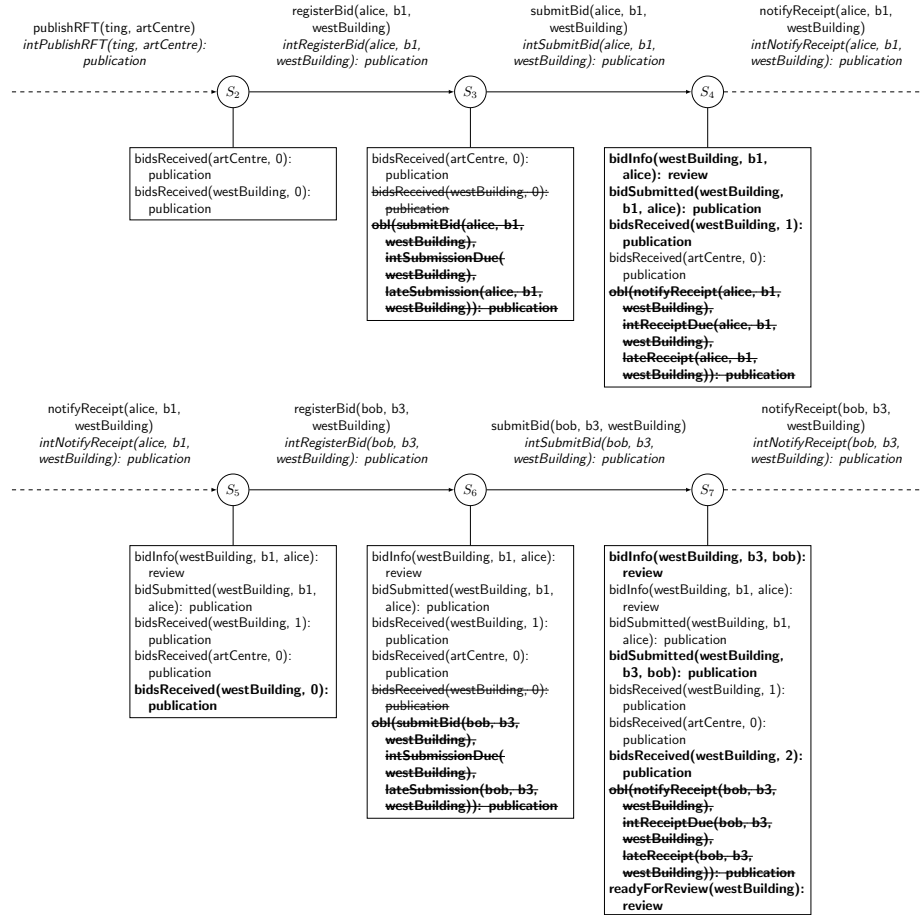 publishRFT(ting, artCentre)
intPublishRFT(ting, artCentre):
publication
registerBid(alice, b1,
westBuilding)
intRegisterBid(alice, b1,
westBuilding): publication
submitBid(alice, b1,
westBuilding)
intSubmitBid(alice, b1,
westBuilding): publication
notifyReceipt(alice, b1,
westBuilding)
intNotifyReceipt(alice, b1,
westBuilding): publication
S2
S3
S4
bidsReceived(artCentre, 0):
publication
bidsReceived(westBuilding, 0):
publication
bidsReceived(artCentre, 0):
publication
bidsReceived(westBuilding, 0):
publication
obl(submitBid(alice, b1,
westBuilding),
intSubmissionDue(
westBuilding),
lateSubmission(alice, b1,
westBuilding)): publication
bidInfo(westBuilding, b1,
alice): review
bidSubmitted(westBuilding,
b1, alice): publication
bidsReceived(westBuilding, 1):
publication
bidsReceived(artCentre, 0):
publication
obl(notifyReceipt(alice, b1,
westBuilding),
intReceiptDue(alice, b1,
westBuilding),
lateReceipt(alice, b1,
westBuilding)): publication
notifyReceipt(alice, b1,
westBuilding)
intNotifyReceipt(alice, b1,
westBuilding): publication
registerBid(bob, b3,
westBuilding)
intRegisterBid(bob, b3,
westBuilding): publication
submitBid(bob, b3, westBuilding)
intSubmitBid(bob, b3,
westBuilding): publication
notifyReceipt(bob, b3,
westBuilding)
intNotifyReceipt(bob, b3,
westBuilding): publication
S5
S6
S7
bidInfo(westBuilding, b1, alice):
review
bidSubmitted(westBuilding, b1,
alice): publication
bidsReceived(westBuilding, 1):
publication
bidsReceived(artCentre, 0):
publication
bidsReceived(westBuilding, 0):
publication
bidInfo(westBuilding, b1, alice):
review
bidSubmitted(westBuilding, b1,
alice): publication
bidsReceived(westBuilding, 1):
publication
bidsReceived(artCentre, 0):
publication
bidsReceived(westBuilding, 0):
publication
obl(submitBid(bob, b3,
westBuilding),
intSubmissionDue(
westBuilding),
lateSubmission(bob, b3,
westBuilding)): publication
bidInfo(westBuilding, b3, bob):
review
bidInfo(westBuilding, b1, alice):
review
bidSubmitted(westBuilding, b1,
alice): publication
bidSubmitted(westBuilding,
b3, bob): publication
bidsReceived(westBuilding, 1):
publication
bidsReceived(artCentre, 0):
publication
bidsReceived(westBuilding, 2):
publication
obl(notifyReceipt(bob, b3,
westBuilding),
intReceiptDue(bob, b3,
westBuilding),
lateReceipt(bob, b3,
westBuilding)): publication
readyForReview(westBuilding):
review